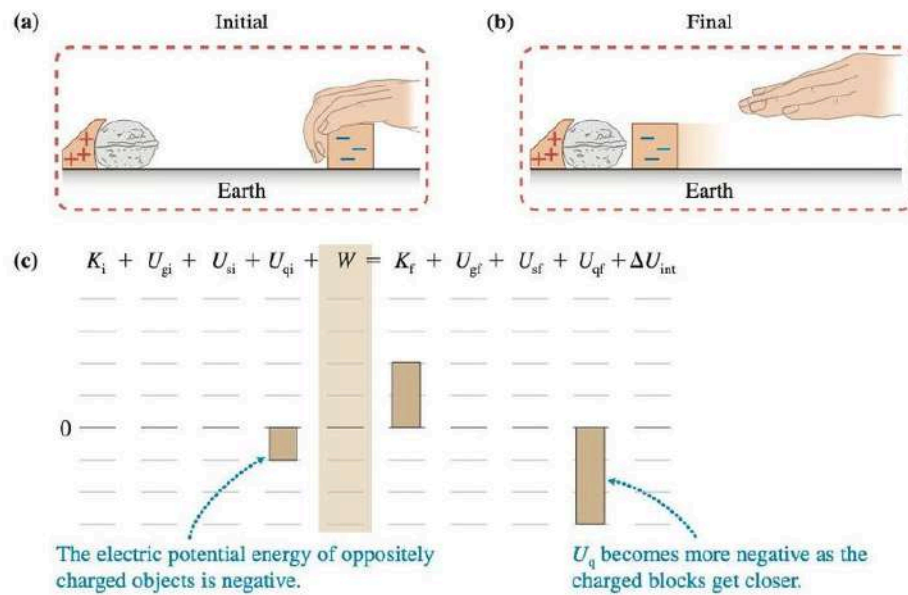 (a) Initial
Earth
(b) Final
Earth
(c) K_i + U_gi + U_si + U_qi + W = K_f + U_gf + U_sf + U_qf + ΔU_int
0
The electric potential energy of oppositely
charged objects is negative.
U_q becomes more negative as the
charged blocks get closer.